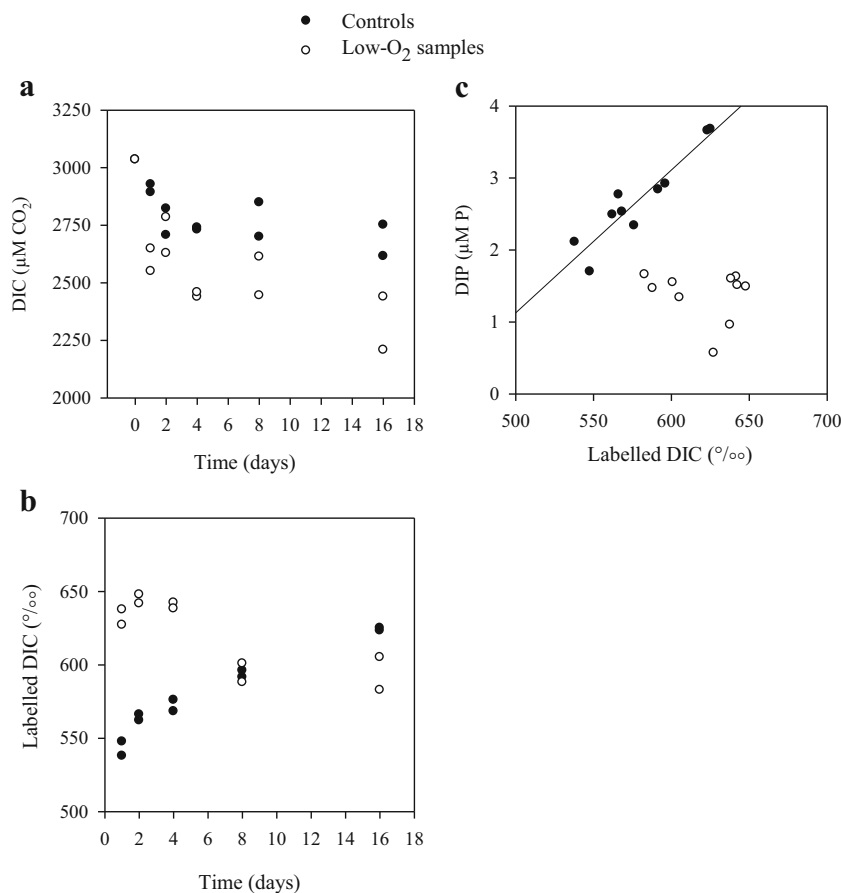 Controls
Low-O₂ samples
a
3250
3000
2750
2500
2250
2000
DIC (µM CO₂)
0 2 4 6 8 10 12 14 16 18
Time (days)
c
4
3
2
1
0
DIP (µM P)
500 550 600 650 700
Labelled DIC (°/∘∘)
b
700
650
600
550
500
Labelled DIC (°/∘∘)
0 2 4 6 8 10 12 14 16 18
Time (days)